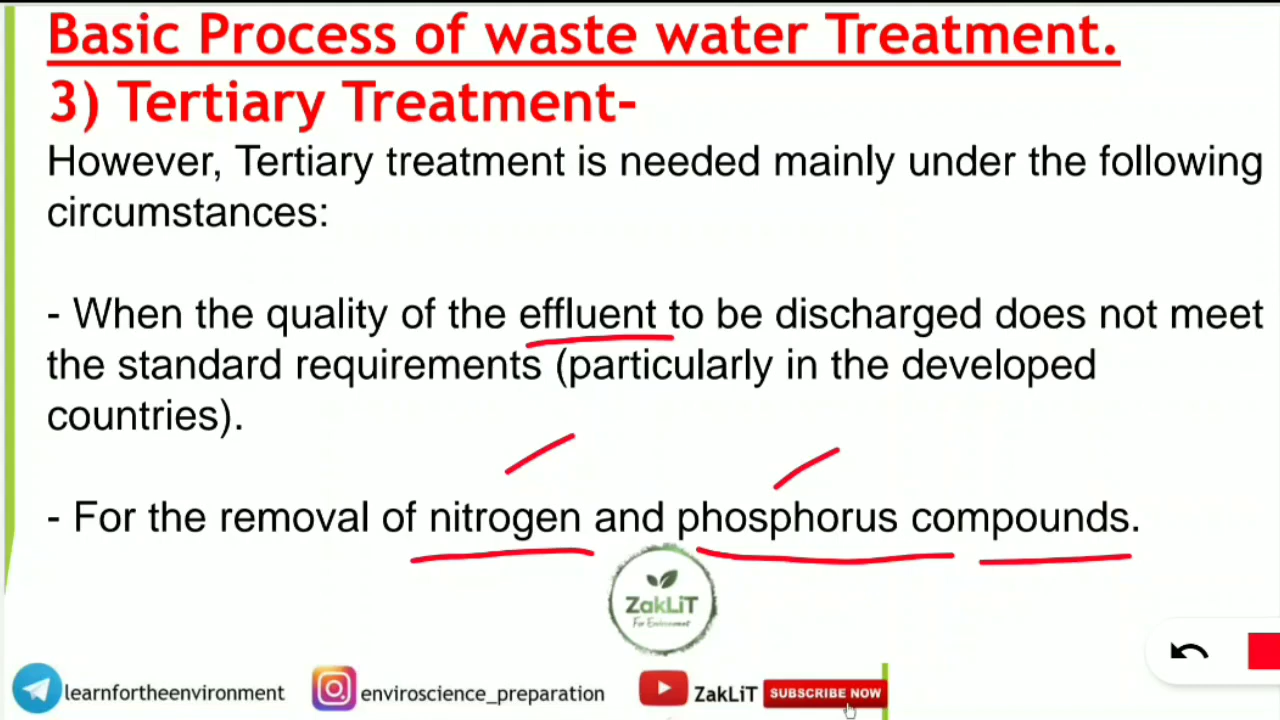 Basic Process of waste water Treatment.
3) Tertiary Treatment-
However, Tertiary treatment is needed mainly under the following
circumstances:
- When the quality of the effluent to be discharged does not meet
the standard requirements (particularly in the developed
countries).
- For the removal of nitrogen and phosphorus compounds.
ZakLiT
For Environment
learnfortheenvironment
enviroscience_preparation
ZakLiT
SUBSCRIBE NOW